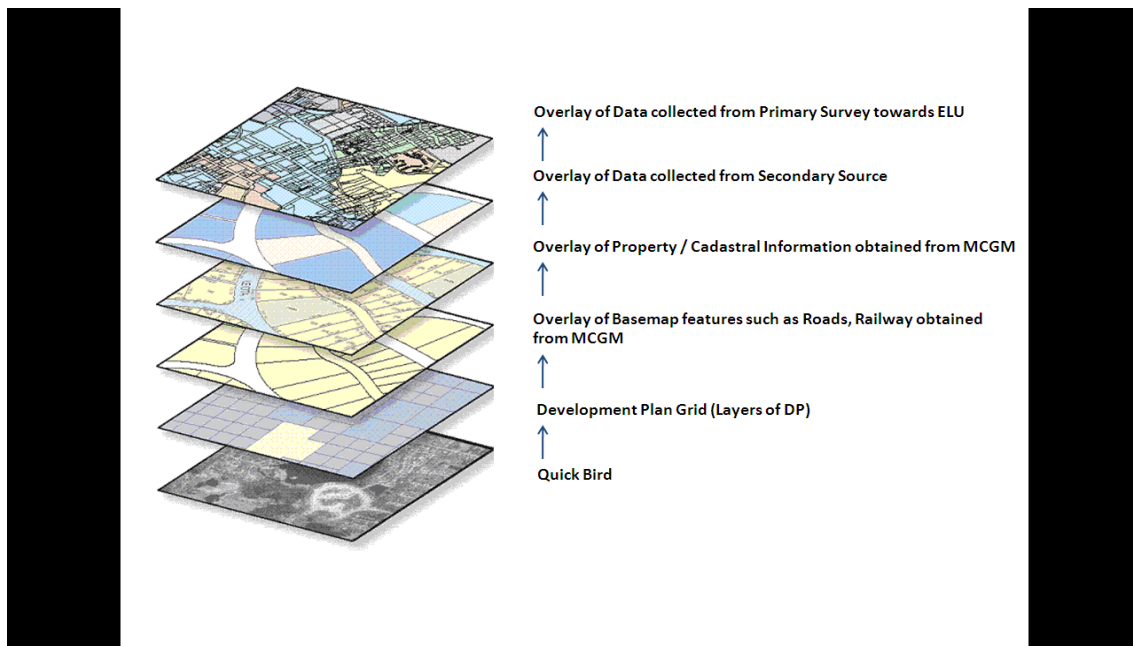 Overlay of Data collected from Primary Survey towards ELU
Overlay of Data collected from Secondary Source
Overlay of Property / Cadastral Information obtained from MCGM
Overlay of Basemap features such as Roads, Railway obtained
from MCGM
Development Plan Grid (Layers of DP)
Quick Bird